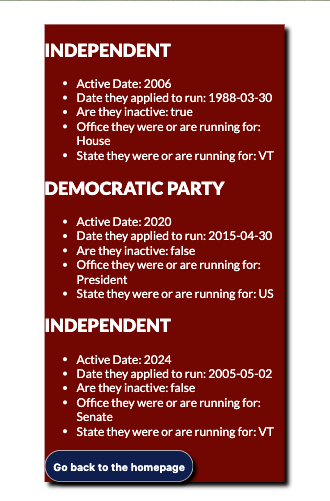 INDEPENDENT
• Active Date: 2006
• Date they applied to run: 1988-03-30
• Are they inactive: true
• Office they were or are running for:
House
• State they were or are running for: VT
DEMOCRATIC PARTY
• Active Date: 2020
• Date they applied to run: 2015-04-30
• Are they inactive: false
• Office they were or are running for:
President
• State they were or are running for: US
INDEPENDENT
• Active Date: 2024
• Date they applied to run: 2005-05-02
• Are they inactive: false
• Office they were or are running for:
Senate
• State they were or are running for: VT
Go back to the homepage